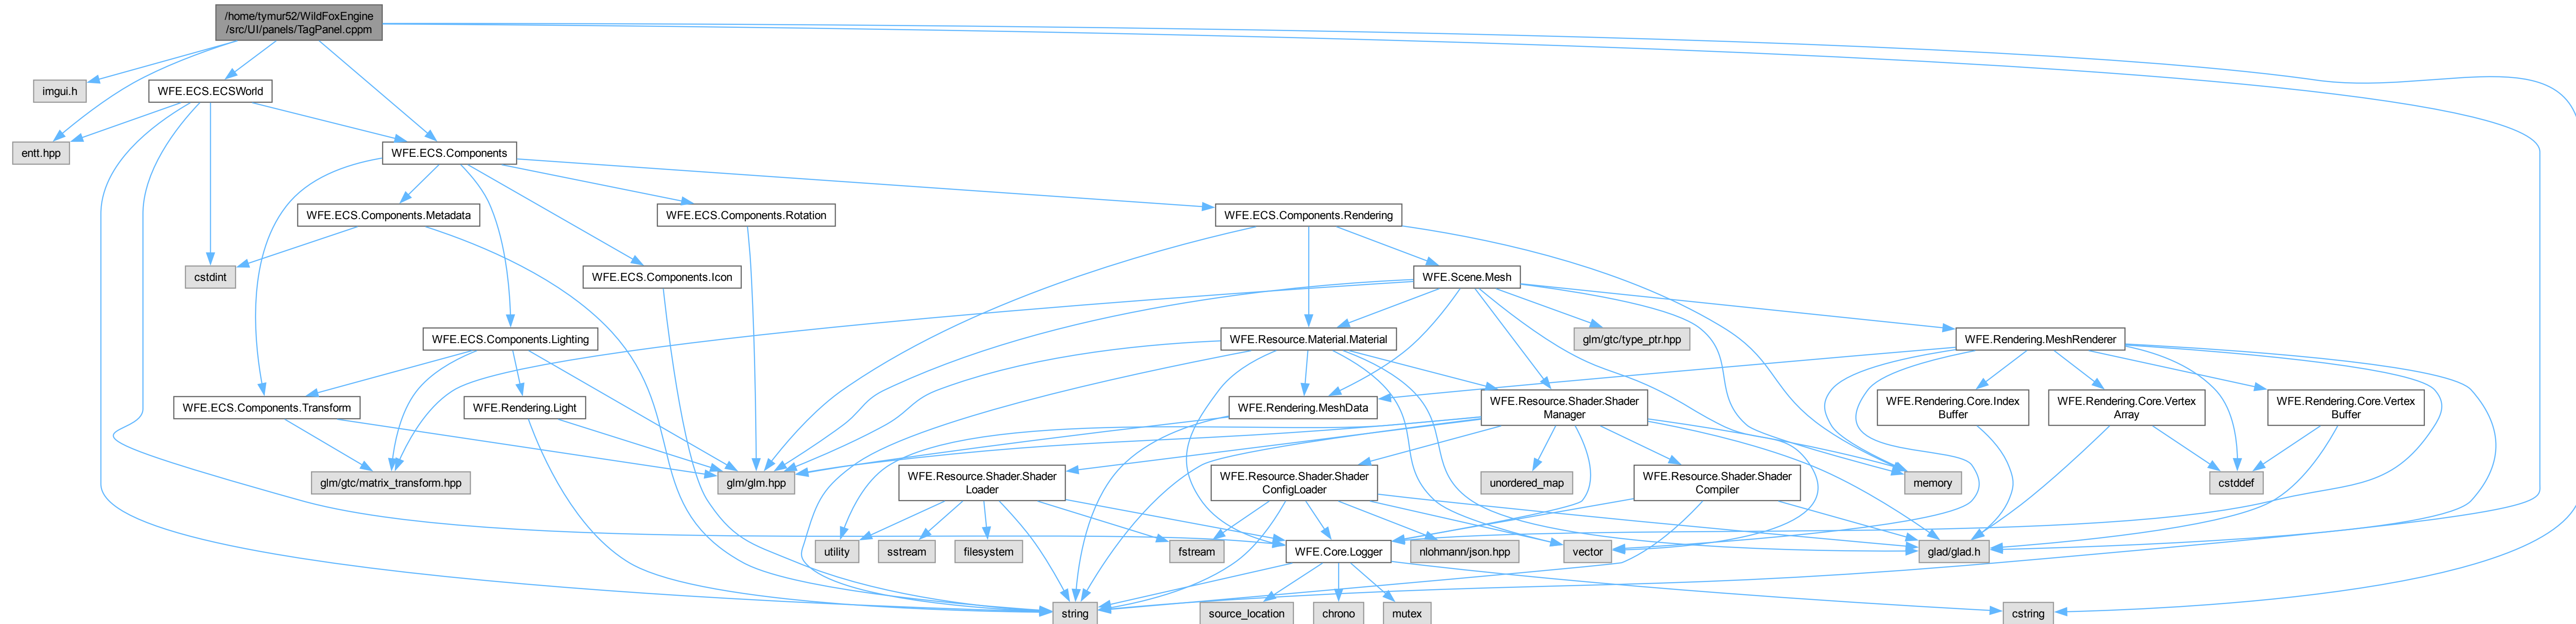 /home/tymur52/WildFoxEngine
/src/UI/panels/TagPanel.cppm
imgui.h
WFE.ECS.ECSWorld
entt.hpp
WFE.ECS.Components
WFE.ECS.Components.Metadata
WFE.ECS.Components.Rotation
WFE.ECS.Components.Rendering
cstdint
WFE.ECS.Components.Icon
WFE.Scene.Mesh
WFE.ECS.Components.Lighting
WFE.Resource.Material.Material
glm/gtc/type_ptr.hpp
WFE.Rendering.MeshRenderer
WFE.ECS.Components.Transform
WFE.Rendering.Light
WFE.Rendering.MeshData
WFE.Resource.Shader.Shader
Manager
WFE.Rendering.Core.Index
Buffer
WFE.Rendering.Core.Vertex
Array
WFE.Rendering.Core.Vertex
Buffer
glm/gtc/matrix_transform.hpp
glm/glm.hpp
WFE.Resource.Shader.Shader
Loader
WFE.Resource.Shader.Shader
ConfigLoader
unordered_map
WFE.Resource.Shader.Shader
Compiler
memory
cstddef
utility
sstream
filesystem
fstream
WFE.Core.Logger
nlohmann/json.hpp
vector
glad/glad.h
string
source_location
chrono
mutex
cstring